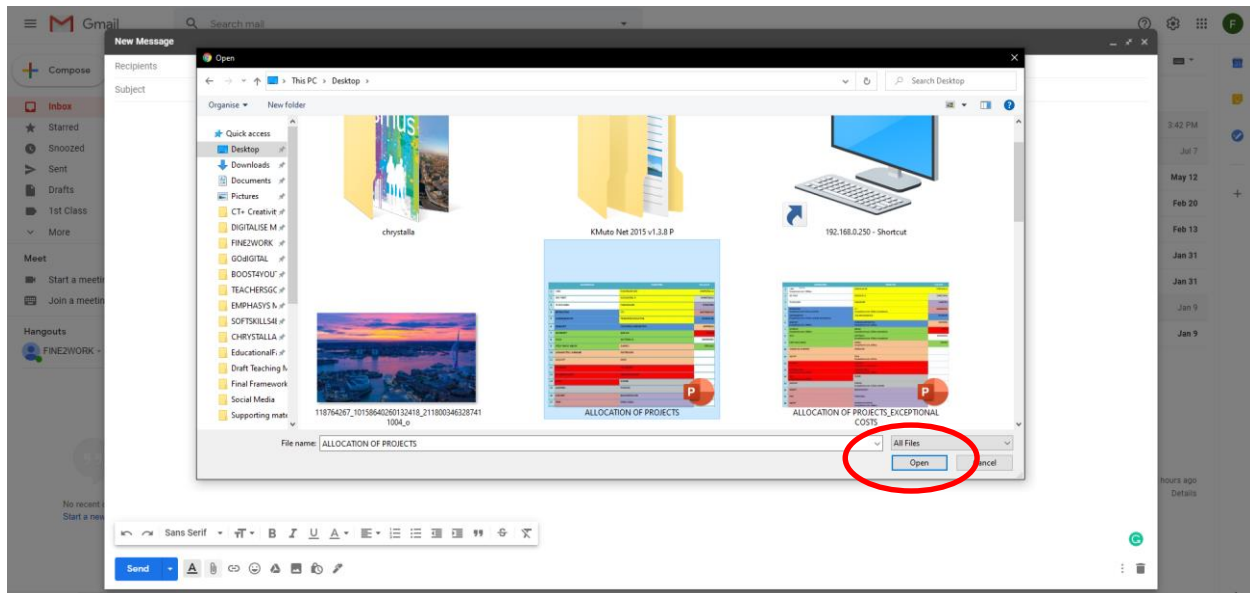 Gmail
Search mail
F
New Message
Recipients
Subject
Compose
Inbox
Starred
Snoozed
Sent
Drafts
1st Class
More
Meet
Start a meetin
Join a meetin
Hangouts
FINE2WORK
No recent
Start a new
Open
This PC > Desktop >
Search Desktop
Organise
New folder
Quick access
Desktop
Downloads
Documents
Pictures
CT+ Creativit
DIGITALISE M
FINE2WORK
GOdIGITAL
BOOST4YOU
TEACHERSGC
EMPHASYS
SOFTSKILLS4
CHRYSTALLA
EducationalF
Draft Teaching
Final Framework
Social Media
Supporting mate
chrystalla
KMuto Net 2015 v1.3.8 P
192.168.0.250 - Shortcut
118764267_10158640260132418_211800346328741
1004_o
ALLOCATION OF PROJECTS
ALLOCATION OF PROJECTS_EXCEPTIONAL
COSTS
File name: ALLOCATION OF PROJECTS
All Files
Open
Cancel
3:42 PM
Jul 7
May 12
Feb 20
Feb 13
Jan 31
Jan 31
Jan 9
Jan 9
hours ago
Details
Sans Serif
Send